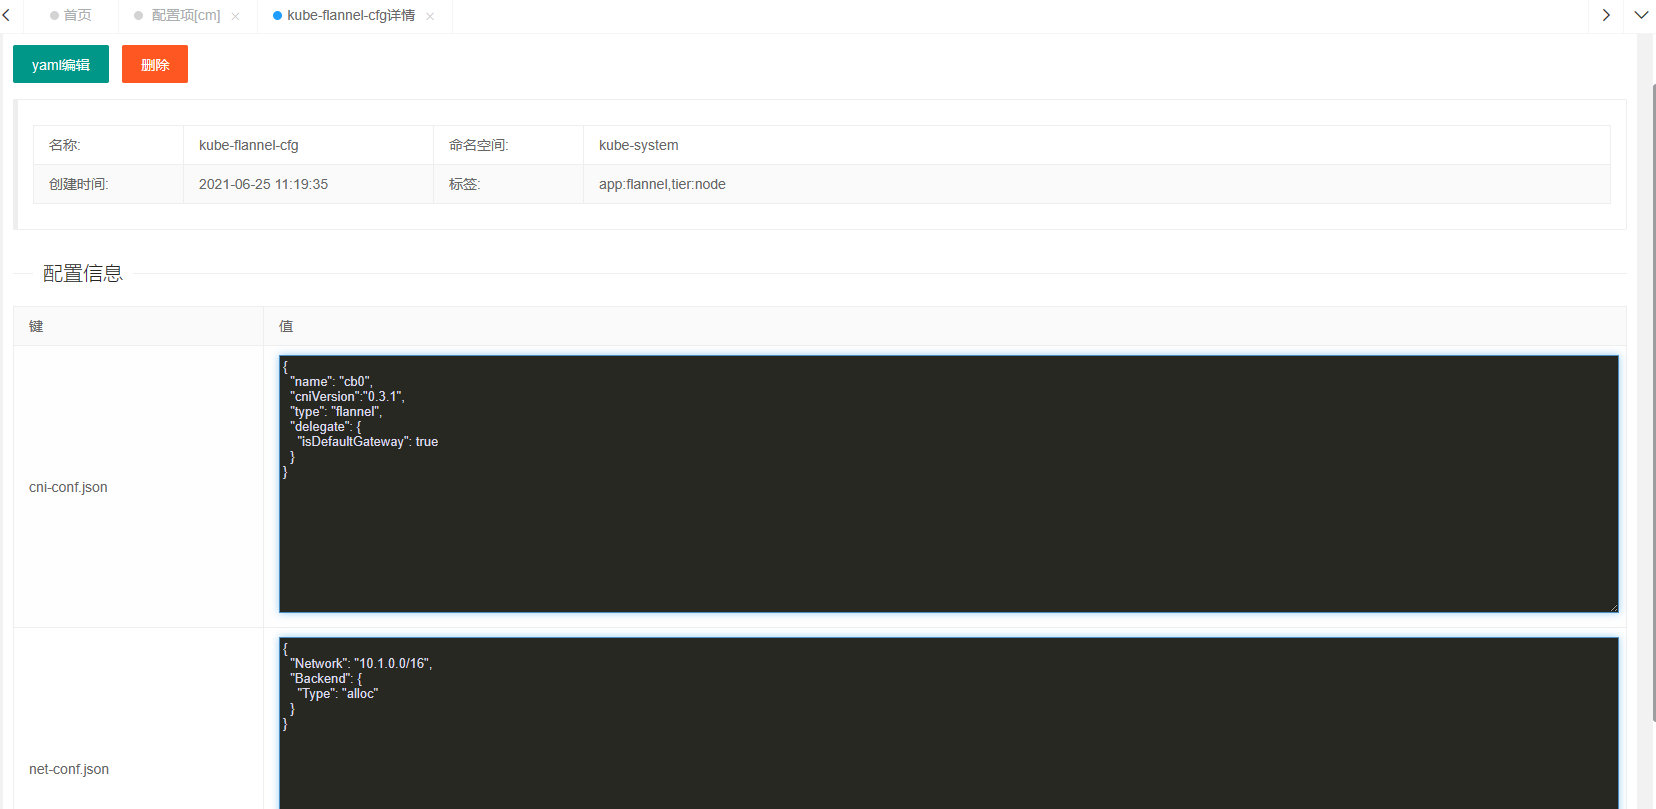 首页 配置项[cm] kube-flannel-cfg详情
yaml编辑 删除
名称: kube-flannel-cfg 命名空间: kube-system
创建时间: 2021-06-25 11:19:35 标签: app:flannel,tier:node
配置信息
键 值
cni-conf.json
{
"name": "cb0",
"cniVersion":"0.3.1",
"type": "flannel",
"delegate": {
"isDefaultGateway": true
}
}
net-conf.json
{
"Network": "10.1.0.0/16",
"Backend": {
"Type": "alloc"
}
}